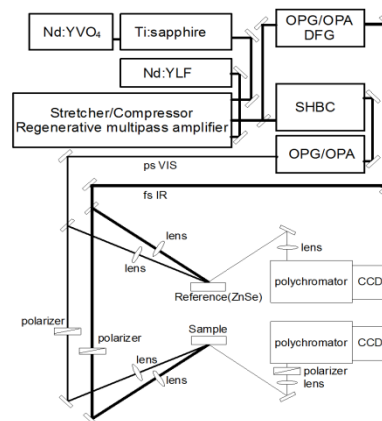 Nd:YVO₄
Ti:sapphire
OPG/OPA
DFG
Nd:YLF
Stretcher/Compressor
Regenerative multipass amplifier
SHBC
OPG/OPA
ps VIS
fs IR
lens
lens
lens
polychromator
CCD
Reference(ZnSe)
polarizer
polarizer
Sample
lens
lens
polychromator
CCD
polarizer
lens